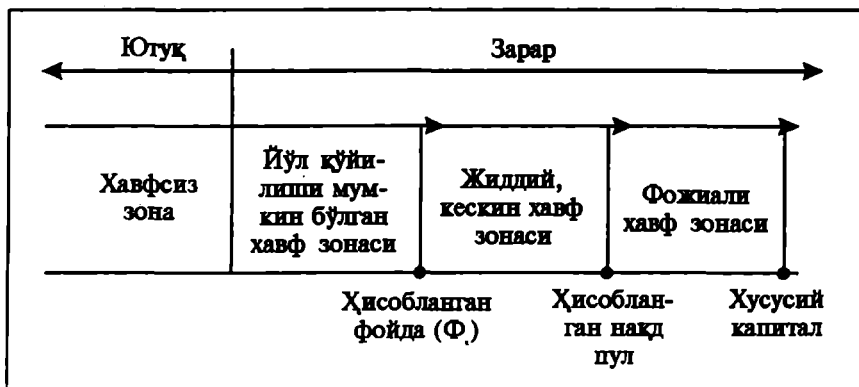 Ютуқ
Зарар
Хавфсиз
зона
Йўл қўйи-
лиши мум-
кин бўлган
хавф зонаси
Жиддий,
кескин хавф
зонаси
Фожиали
хавф зонаси
Ҳисобланган
фойда (Ф.)
Ҳисоблан-
ган нақд
пул
Хусусий
капитал